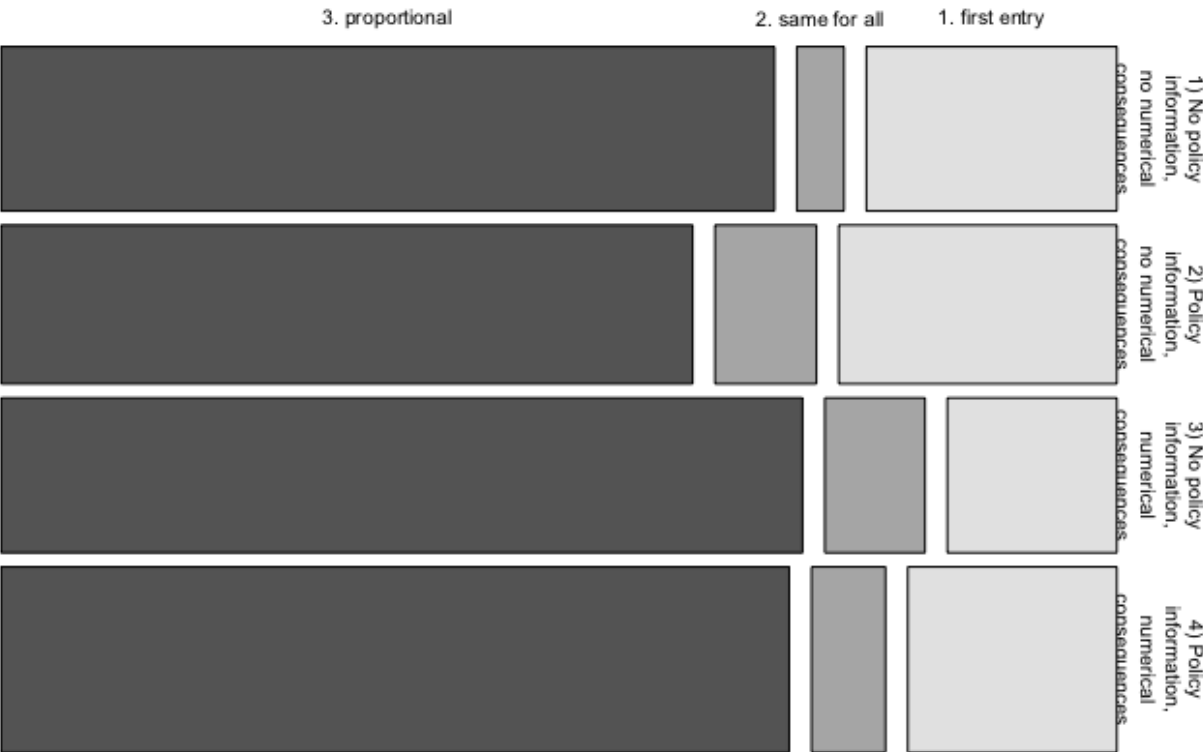 3. proportional
2. same for all
1. first entry
1) No policy
information,
no numerical
consequences
2) Policy
information,
no numerical
consequences
3) No policy
information,
numerical
consequences
4) Policy
information,
numerical
consequences